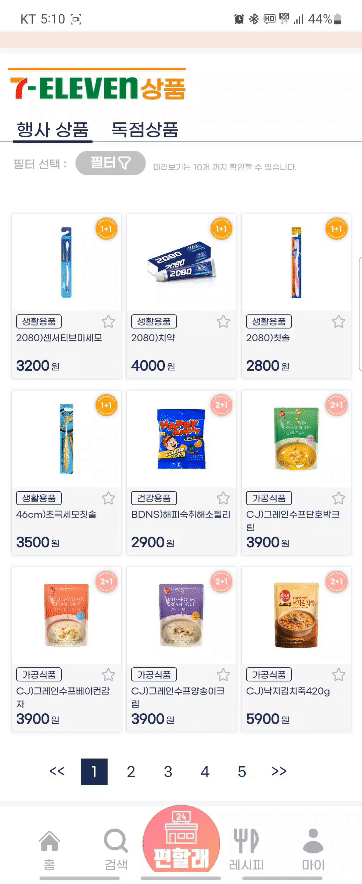 KT 5:10
44%
7-ELEVEN 상품
행사 상품 독점상품
필터 선택 : 필터 미리보기는 10개 까지 확인할 수 있습니다.
1+1 1+1 1+1
2080 2080
생활용품 생활용품 생활용품
2080)센서티브미세모 2080)치약 2080)칫솔
3200원 4000원 2800원
1+1 2+1 2+1
생활용품 건강용품 가공식품
46cm)초극세모칫솔 BDNS)해피숙취해소젤리 CJ)그레인수프단호박크
림
3500원 2900원 3900원
2+1 2+1 2+1
가공식품 가공식품 가공식품
CJ)그레인수프베이컨감 CJ)그레인수프양송이크 CJ)낙지김치죽420g
자 림
3900원 3900원 5900원
<< 1 2 3 4 5 >>
24
편할래
홈 검색 레시피 마이